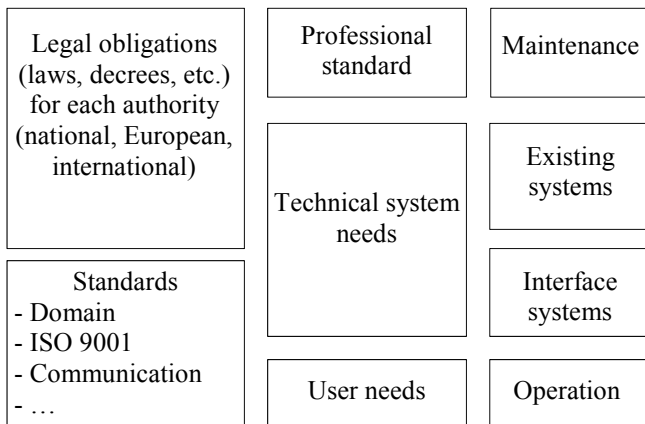 Legal obligations
(laws, decrees, etc.)
for each authority
(national, European,
international)
Standards
- Domain
- ISO 9001
- Communication
- …
Professional
standard
Technical system
needs
User needs
Maintenance
Existing
systems
Interface
systems
Operation